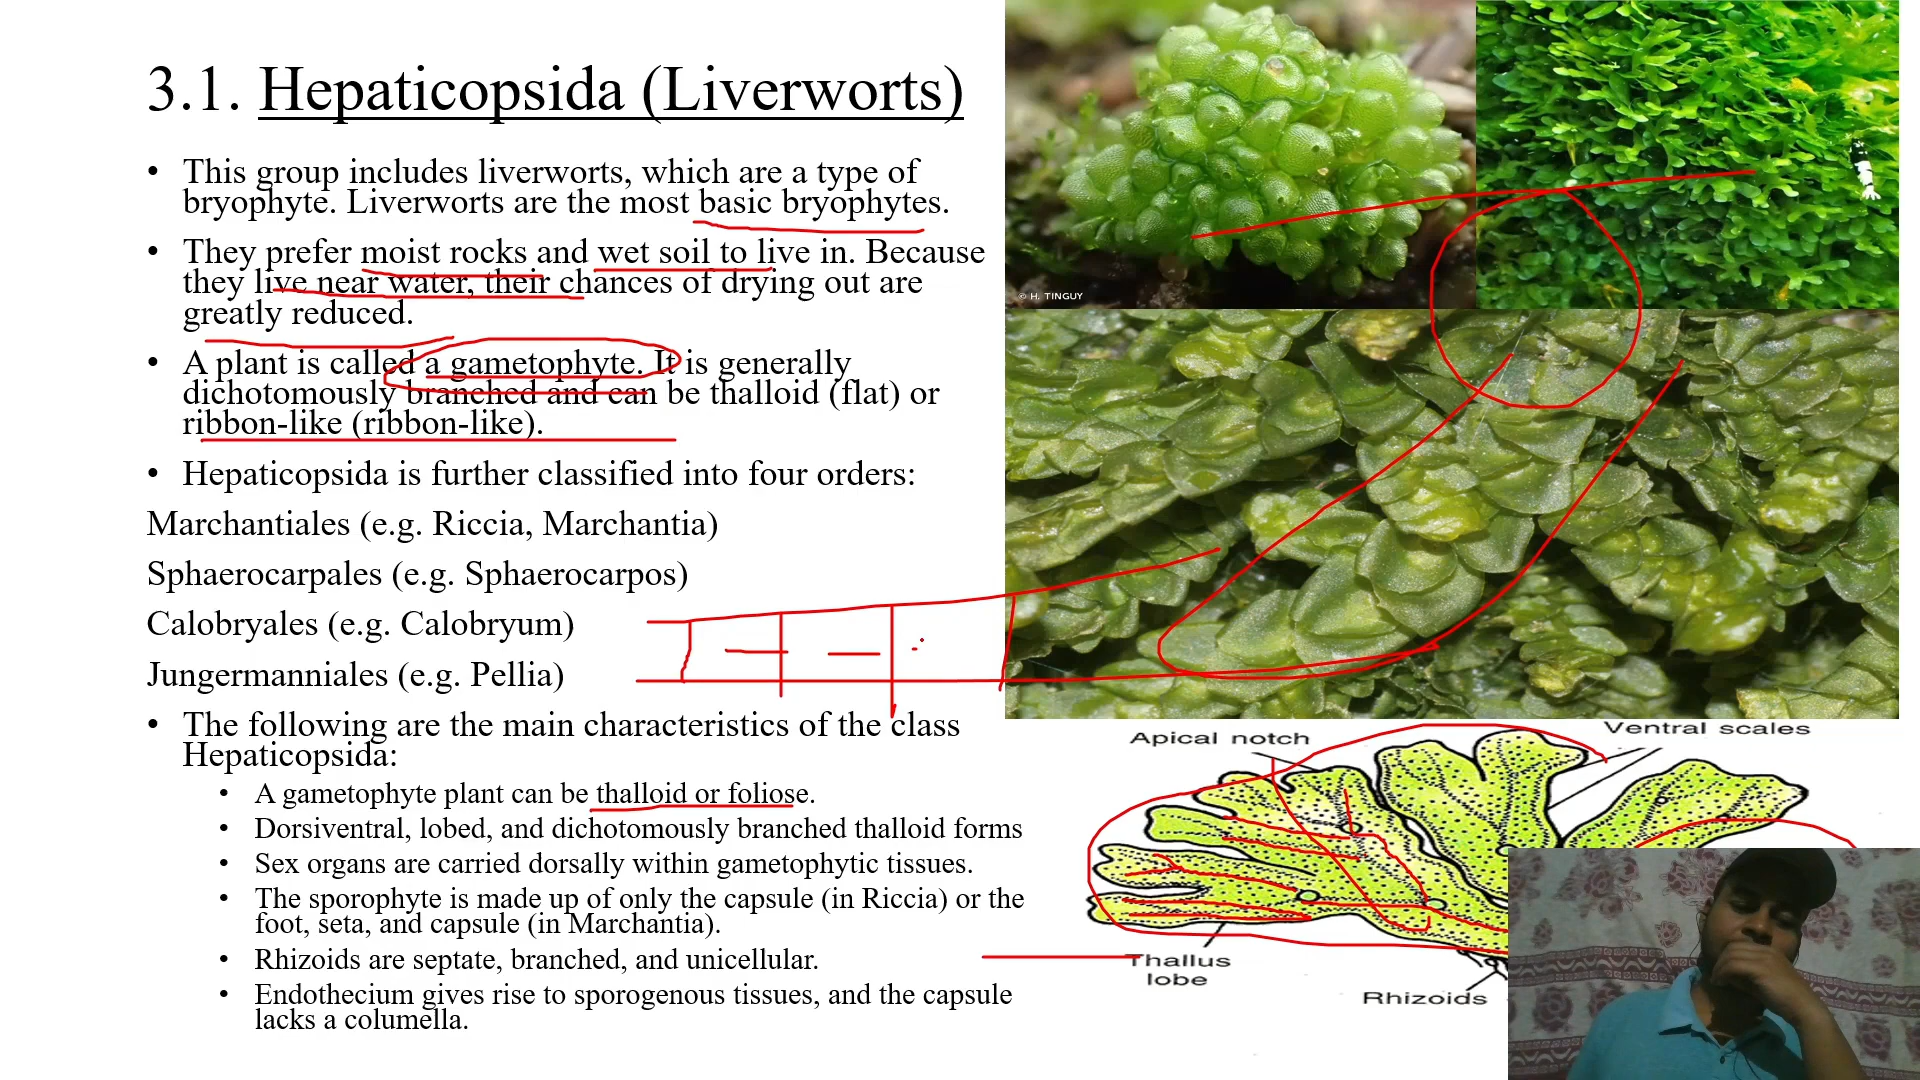 3.1. Hepaticopsida (Liverworts)
• This group includes liverworts, which are a type of
bryophyte. Liverworts are the most basic bryophytes.
• They prefer moist rocks and wet soil to live in. Because
they live near water, their chances of drying out are
greatly reduced.
• A plant is called a gametophyte. It is generally
dichotomously branched and can be thalloid (flat) or
ribbon-like (ribbon-like).
• Hepaticopsida is further classified into four orders:
Marchantiales (e.g. Riccia, Marchantia)
Sphaerocarpales (e.g. Sphaerocarpos)
Calobryales (e.g. Calobryum)
Jungermanniales (e.g. Pellia)
• The following are the main characteristics of the class
Hepaticopsida:
• A gametophyte plant can be thalloid or foliose.
• Dorsiventral, lobed, and dichotomously branched thalloid forms
• Sex organs are carried dorsally within gametophytic tissues.
• The sporophyte is made up of only the capsule (in Riccia) or the
foot, seta, and capsule (in Marchantia).
• Rhizoids are septate, branched, and unicellular.
• Endothecium gives rise to sporogenous tissues, and the capsule
lacks a columella.
© H. TINGUY
Apical notch
Ventral scales
Thallus
lobe
Rhizoids